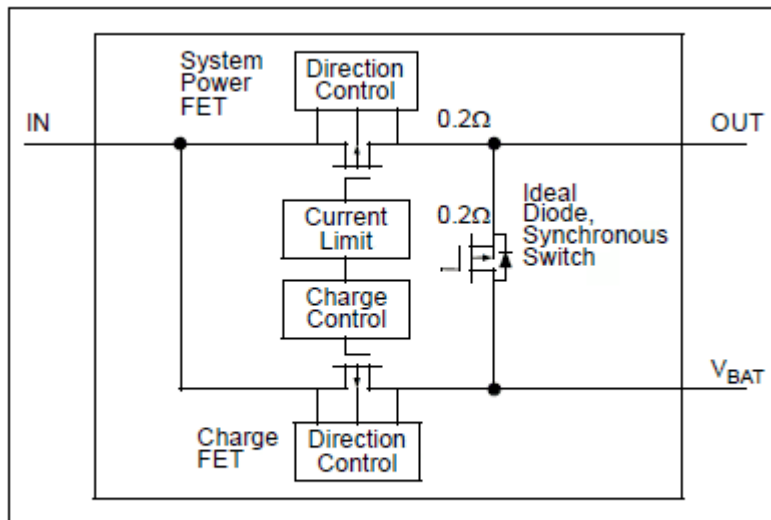 System
Power
FET
Direction
Control
IN
0.2Ω
OUT
Current
Limit
0.2Ω
Ideal
Diode,
Synchronous
Switch
Charge
Control
VBAT
Charge
FET
Direction
Control